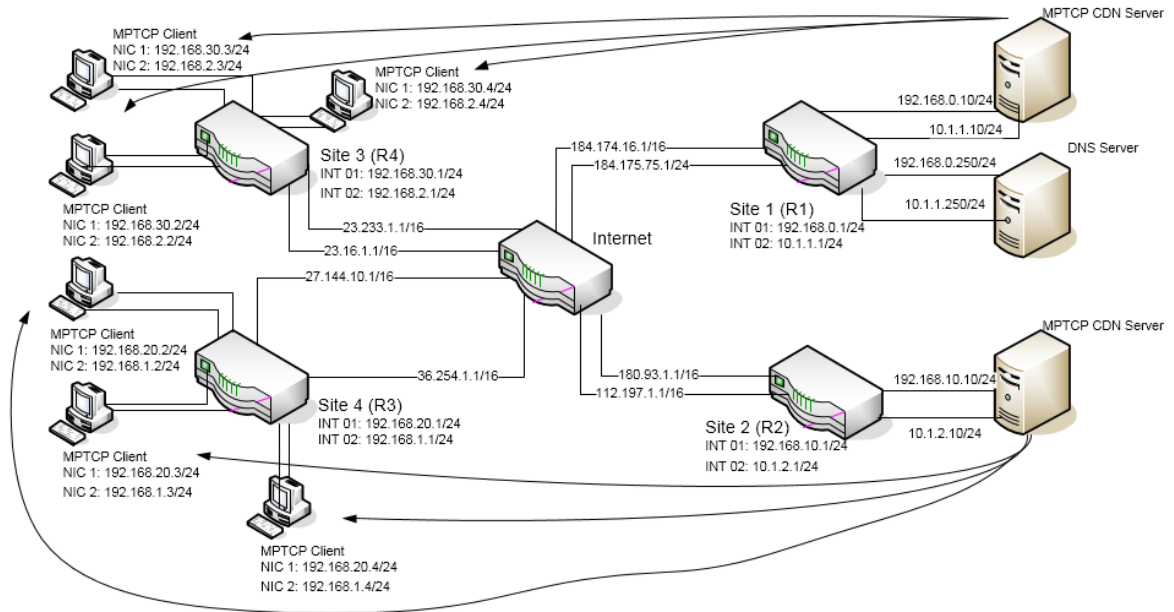 MPTCP Client
NIC 1: 192.168.30.3/24
NIC 2: 192.168.2.3/24
MPTCP Client
NIC 1: 192.168.30.4/24
NIC 2: 192.168.2.4/24
MPTCP CDN Server
192.168.0.10/24
10.1.1.10/24
DNS Server
192.168.0.250/24
10.1.1.250/24
184.174.16.1/16
184.175.75.1/24
Site 1 (R1)
INT 01: 192.168.0.1/24
INT 02: 10.1.1.1/24
Site 3 (R4)
INT 01: 192.168.30.1/24
INT 02: 192.168.2.1/24
MPTCP Client
NIC 1: 192.168.30.2/24
NIC 2: 192.168.2.2/24
23.233.1.1/16
23.16.1.1/16
27.144.10.1/16
Internet
MPTCP Client
NIC 1: 192.168.20.2/24
NIC 2: 192.168.1.2/24
36.254.1.1/16
180.93.1.1/16
112.197.1.1/16
MPTCP CDN Server
192.168.10.10/24
10.1.2.10/24
Site 4 (R3)
INT 01: 192.168.20.1/24
INT 02: 192.168.1.1/24
Site 2 (R2)
INT 01: 192.168.10.1/24
INT 02: 10.1.2.1/24
MPTCP Client
NIC 1: 192.168.20.3/24
NIC 2: 192.168.1.3/24
MPTCP Client
NIC 1: 192.168.20.4/24
NIC 2: 192.168.1.4/24